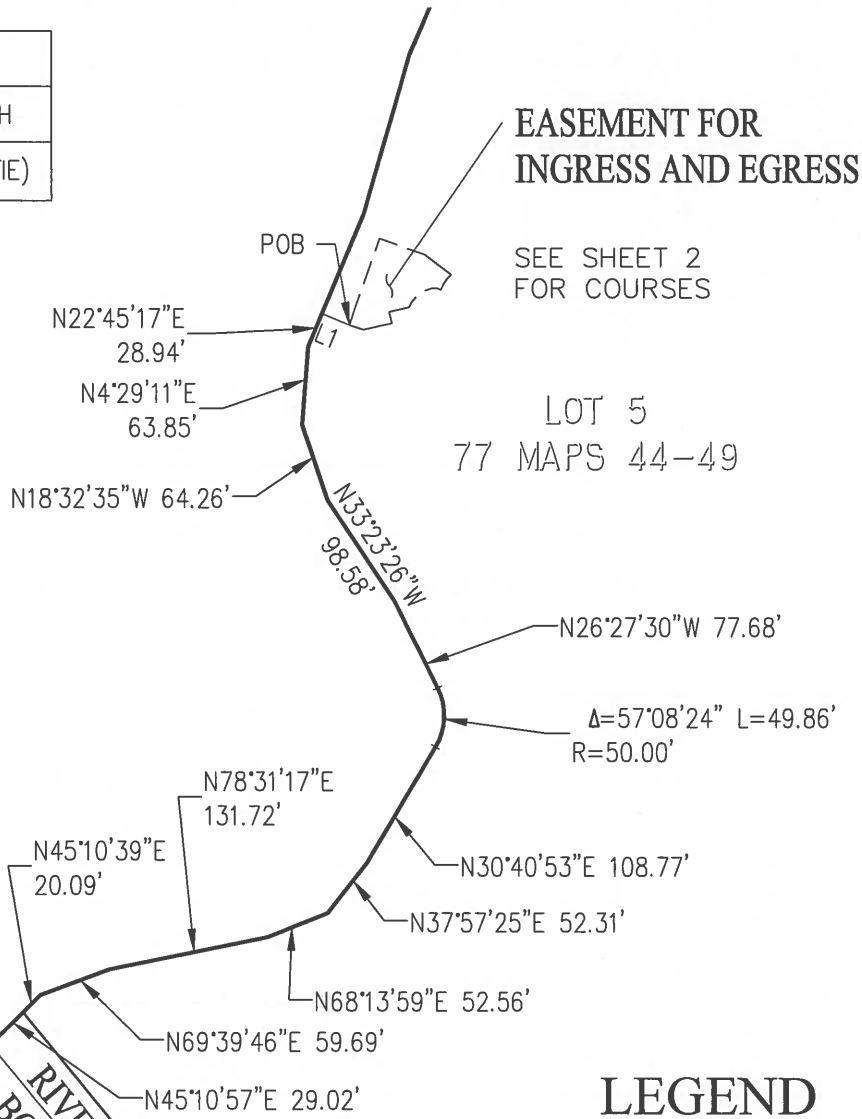 H
TIE)
EASEMENT FOR
INGRESS AND EGRESS
POB
SEE SHEET 2
FOR COURSES
N22°45'17"E
28.94'
L1
N4°29'11"E
63.85'
LOT 5
77 MAPS 44-49
N18°32'35"W 64.26'
N33°23'26"W
98.58'
N26°27'30"W 77.68'
Δ=57°08'24" L=49.86'
R=50.00'
N78°31'17"E
131.72'
N45°10'39"E
20.09'
N30°40'53"E 108.77'
N37°57'25"E 52.31'
N68°13'59"E 52.56'
N69°39'46"E 59.69'
N45°10'57"E 29.02'
RIVE
BO
LEGEND